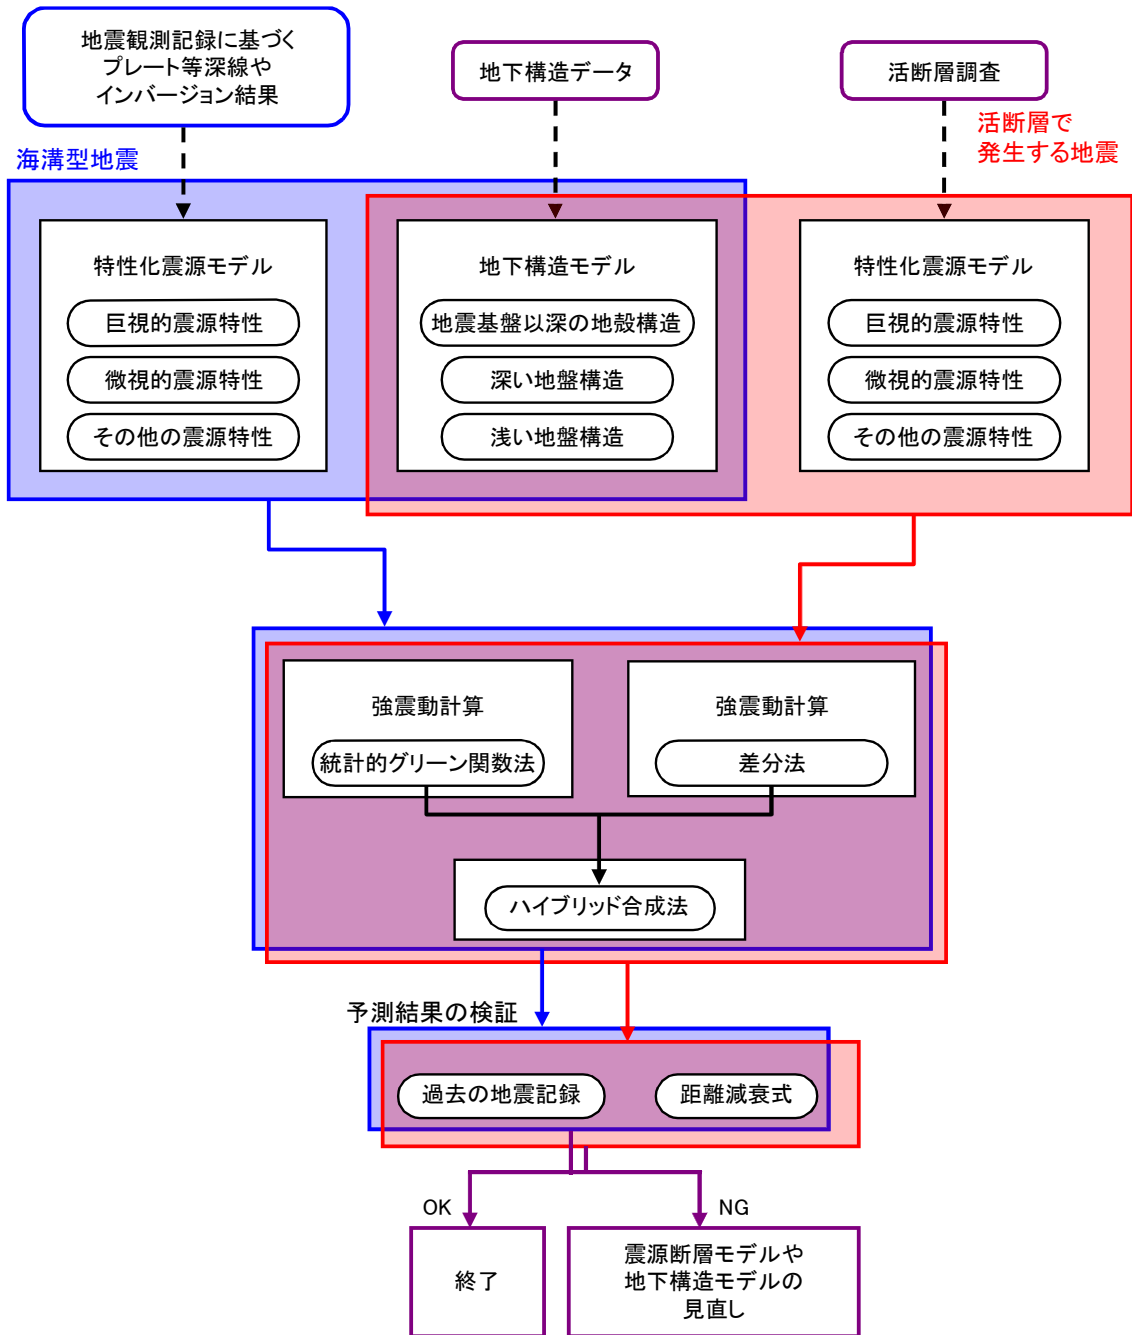 地震観測記録に基づく
プレート等深線や
インバージョン結果
地下構造データ
活断層調査
海溝型地震
活断層で
発生する地震
特性化震源モデル
巨視的震源特性
微視的震源特性
その他の震源特性
地下構造モデル
地震基盤以深の地殻構造
深い地盤構造
浅い地盤構造
特性化震源モデル
巨視的震源特性
微視的震源特性
その他の震源特性
強震動計算
統計的グリーン関数法
強震動計算
差分法
ハイブリッド合成法
予測結果の検証
過去の地震記録
距離減衰式
OK
NG
終了
震源断層モデルや
地下構造モデルの
見直し